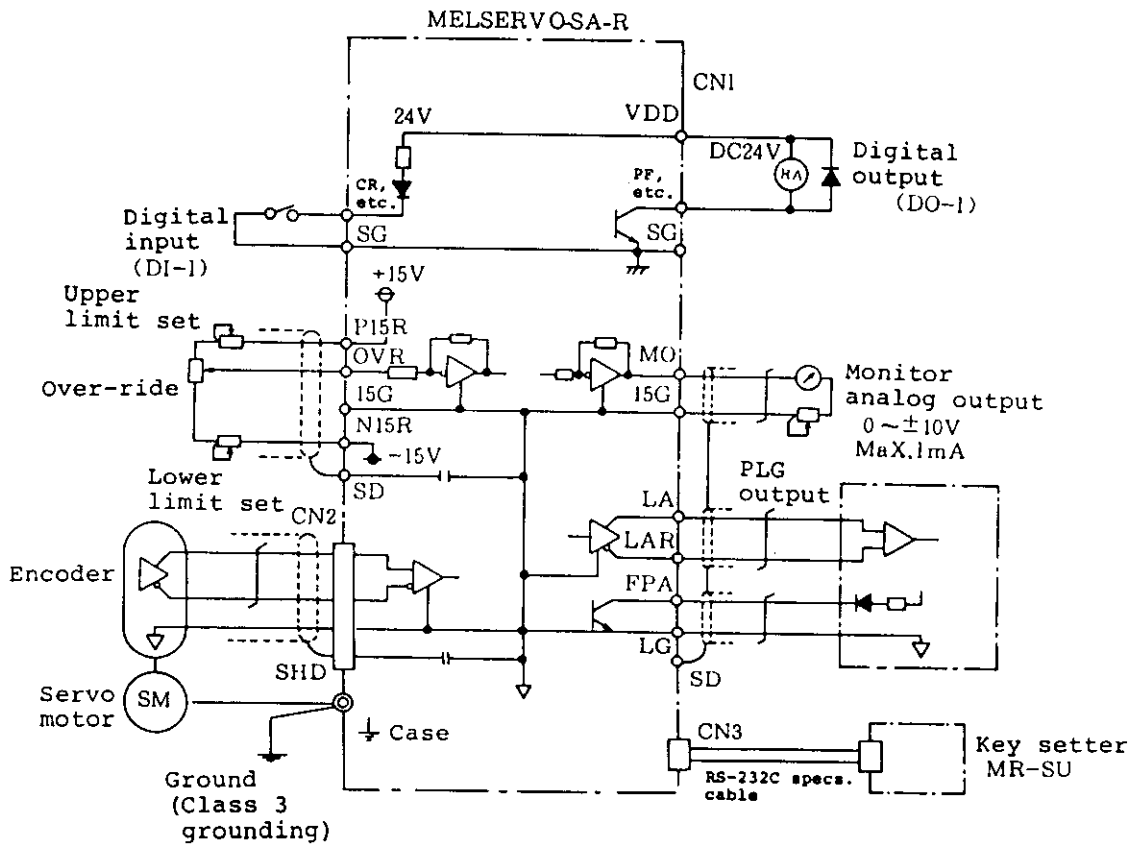 MELSERVO-SA-R
CN1
VDD
24V
DC24V
RA
Digital
output
(DO-1)
CR,
etc.
PF,
etc.
Digital
input
(DI-1)
SG
SG
+15V
Upper
limit set
P15R
OVR
MO
Over-ride
15G
15G
Monitor
analog output
0~±10V
MaX.1mA
N15R
-15V
Lower
limit set
SD
PLG
output
CN2
LA
LAR
Encoder
FPA
LG
SHD
SD
Servo
motor
SM
Case
CN3
Key setter
MR-SU
RS-232C specs.
cable
Ground
(Class 3
grounding)